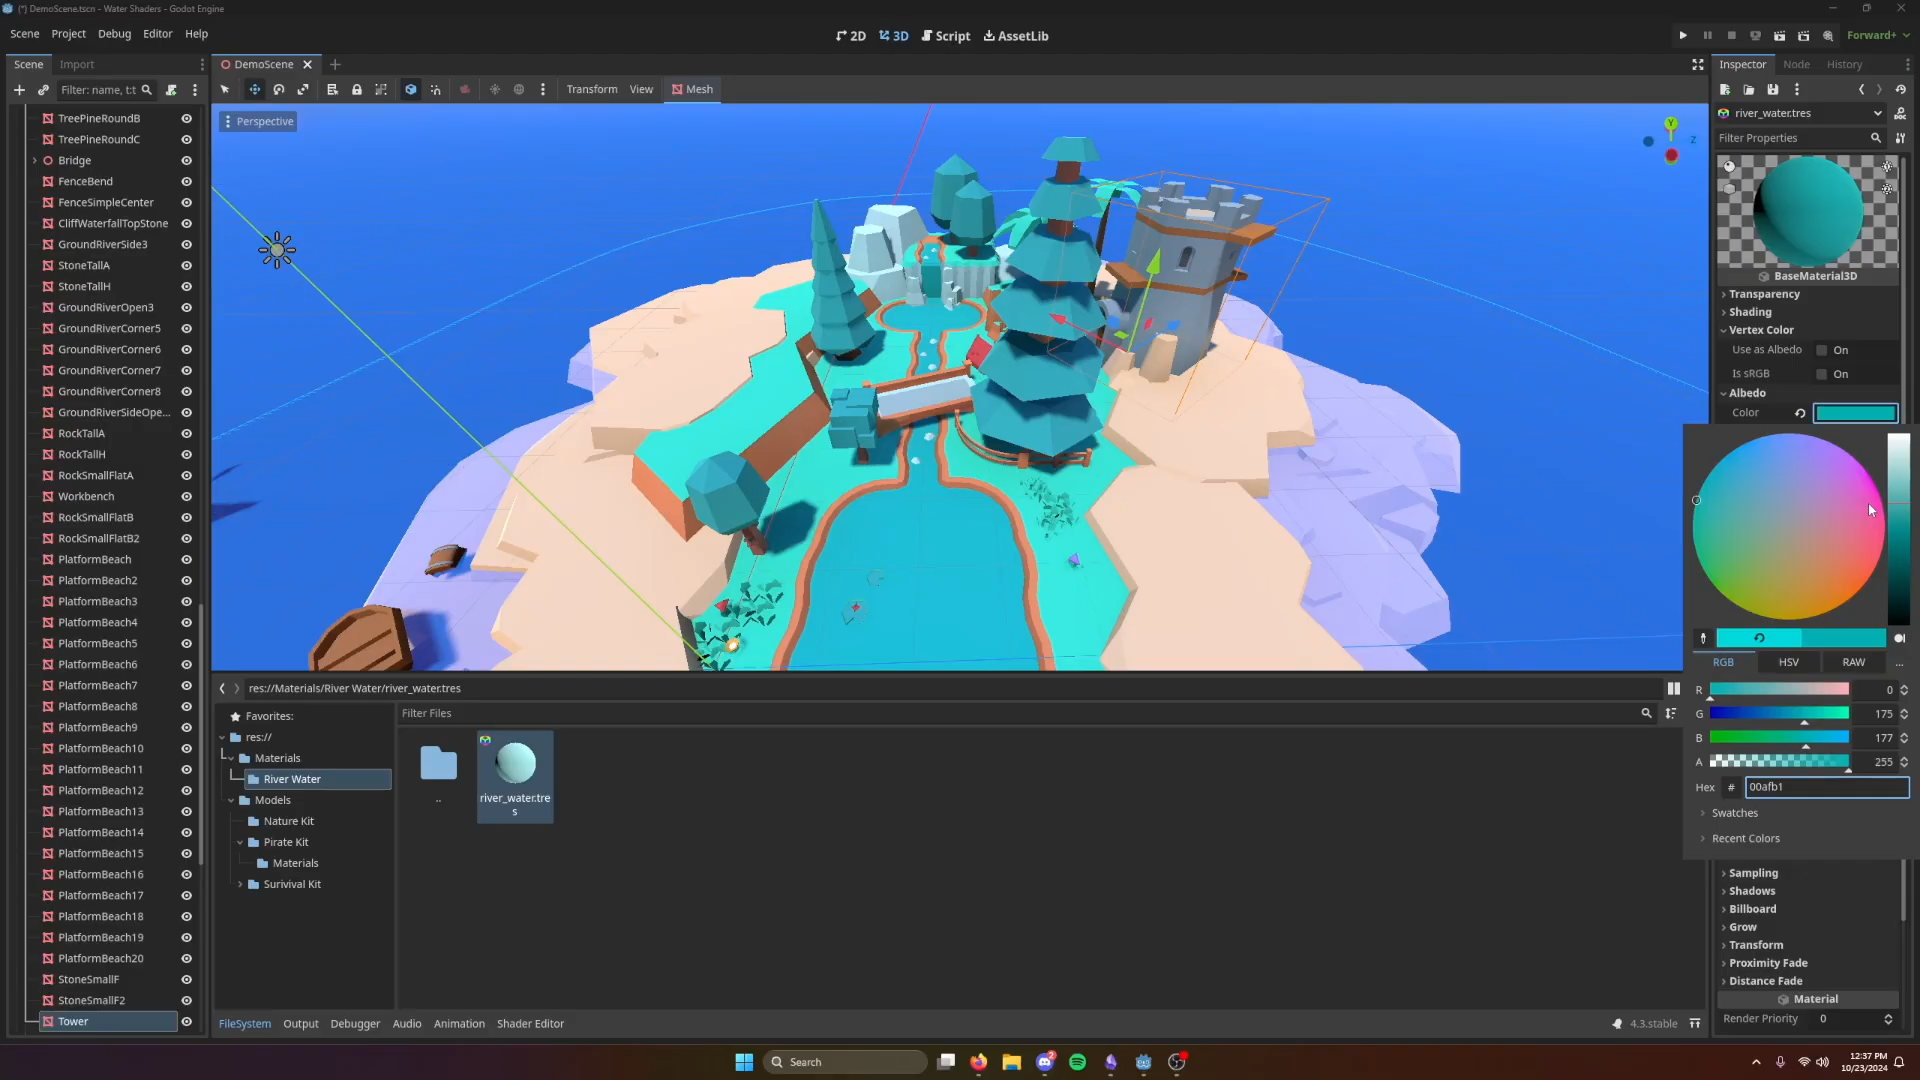 (*) DemoScene.tscn - Water Shaders - Godot Engine
Scene Project Debug Editor Help
2D 3D Script AssetLib
Forward+
Scene Import
DemoScene
Inspector Node History
Filter: name, t:t
Transform View Mesh
river_water.tres
Filter Properties
Perspective
Y
Z
TreePineRoundB
TreePineRoundC
Bridge
FenceBend
FenceSimpleCenter
CliffWaterfallTopStone
GroundRiverSide3
StoneTallA
StoneTallH
GroundRiverOpen3
GroundRiverCorner5
GroundRiverCorner6
GroundRiverCorner7
GroundRiverCorner8
GroundRiverSideOpe...
RockTallA
RockTallH
RockSmallFlatA
Workbench
RockSmallFlatB
RockSmallFlatB2
PlatformBeach
PlatformBeach2
PlatformBeach3
PlatformBeach4
PlatformBeach5
PlatformBeach6
PlatformBeach7
PlatformBeach8
PlatformBeach9
PlatformBeach10
PlatformBeach11
PlatformBeach12
PlatformBeach13
PlatformBeach14
PlatformBeach15
PlatformBeach16
PlatformBeach17
PlatformBeach18
PlatformBeach19
PlatformBeach20
StoneSmallF
StoneSmallF2
Tower
res://Materials/River Water/river_water.tres
Favorites:
res://
Materials
River Water
Models
Nature Kit
Pirate Kit
Materials
Surivival Kit
Filter Files
..
river_water.tre
s
FileSystem Output Debugger Audio Animation Shader Editor
4.3.stable
BaseMaterial3D
Transparency
Shading
Vertex Color
Use as Albedo On
Is sRGB On
Albedo
Color
RGB HSV RAW ...
R 0
G 175
B 177
A 255
Hex # 00afb1
Swatches
Recent Colors
Sampling
Shadows
Billboard
Grow
Transform
Proximity Fade
Distance Fade
Material
Render Priority 0
Search
2
12:37 PM
10/23/2024